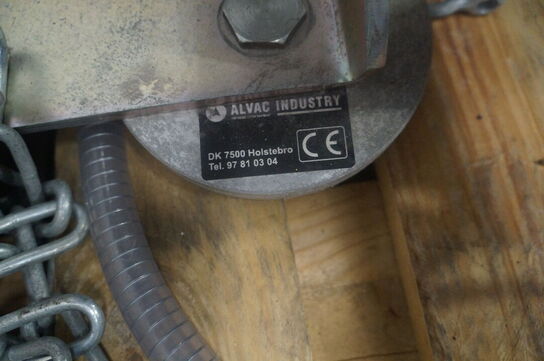 ALVAC INDUSTRY
DK 7500 Holstebro
Tel. 97 81 03 04
CE